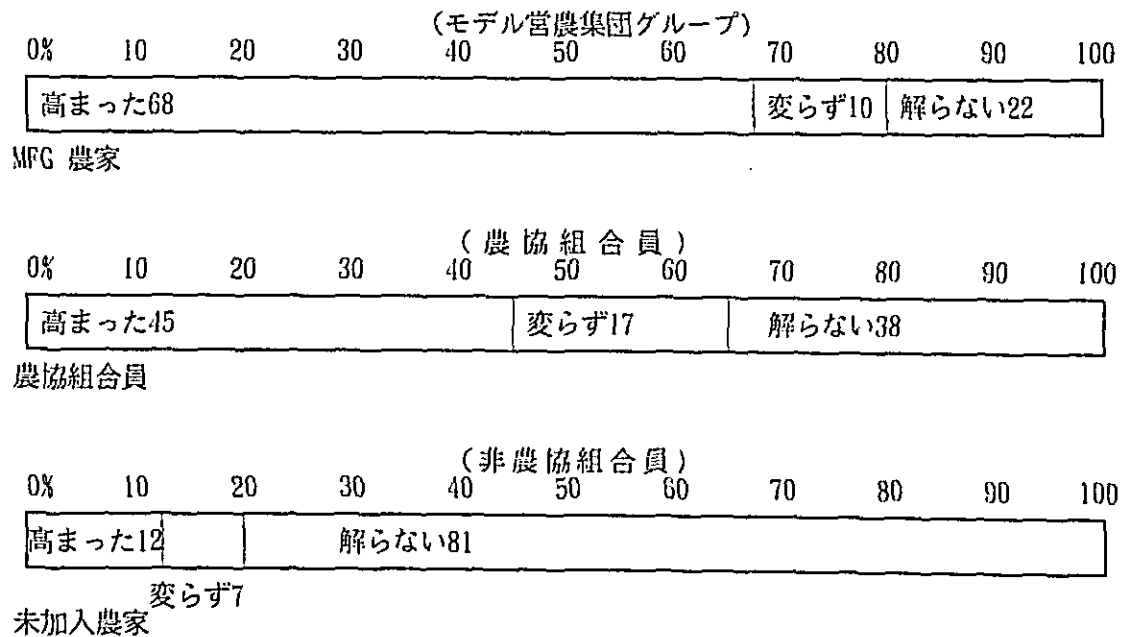 (モデル営農集団グループ)
0% 10 20 30 40 50 60 70 80 90 100
高まった68 変らず10 解らない22
MFG 農家
(農協組合員)
0% 10 20 30 40 50 60 70 80 90 100
高まった45 変らず17 解らない38
農協組合員
(非農協組合員)
0% 10 20 30 40 50 60 70 80 90 100
高まった12 解らない81
変らず7
未加入農家